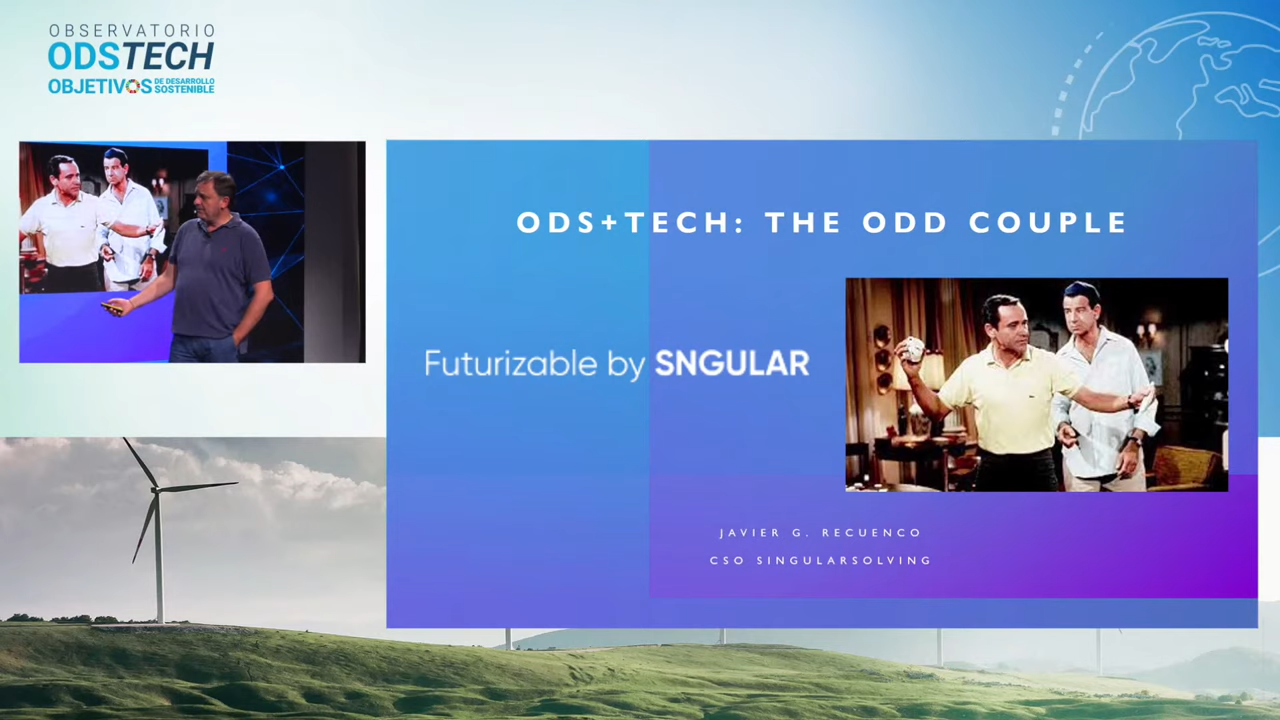 OBSERVATORIO
ODSTECH
OBJETIVOS DE DESARROLLO SOSTENIBLE
ODS+TECH: THE ODD COUPLE
Futurizable by SNGULAR
JAVIER G. RECUENCO
CSO SINGULARSOLVING